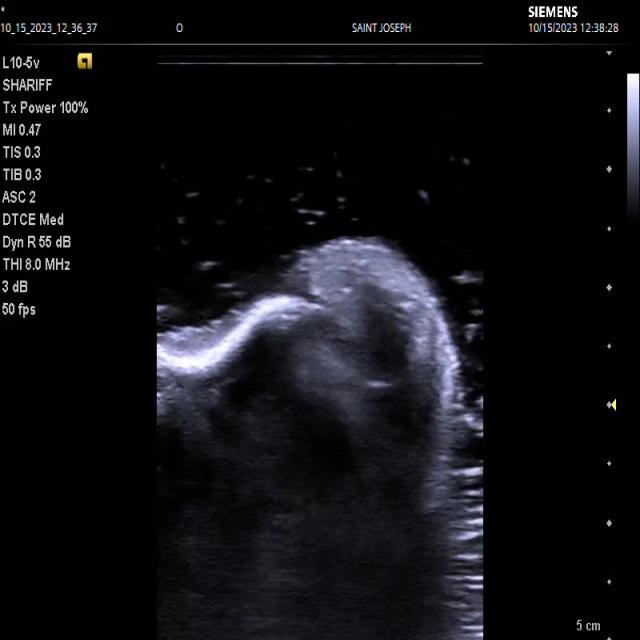 *
SIEMENS
10_15_2023_12_36_37 O SAINT JOSEPH 10/15/2023 12:38:28
L10-5v
SHARIFF
Tx Power 100%
MI 0.47
TIS 0.3
TIB 0.3
ASC 2
DTCE Med
Dyn R 55 dB
THI 8.0 MHz
3 dB
50 fps
5 cm